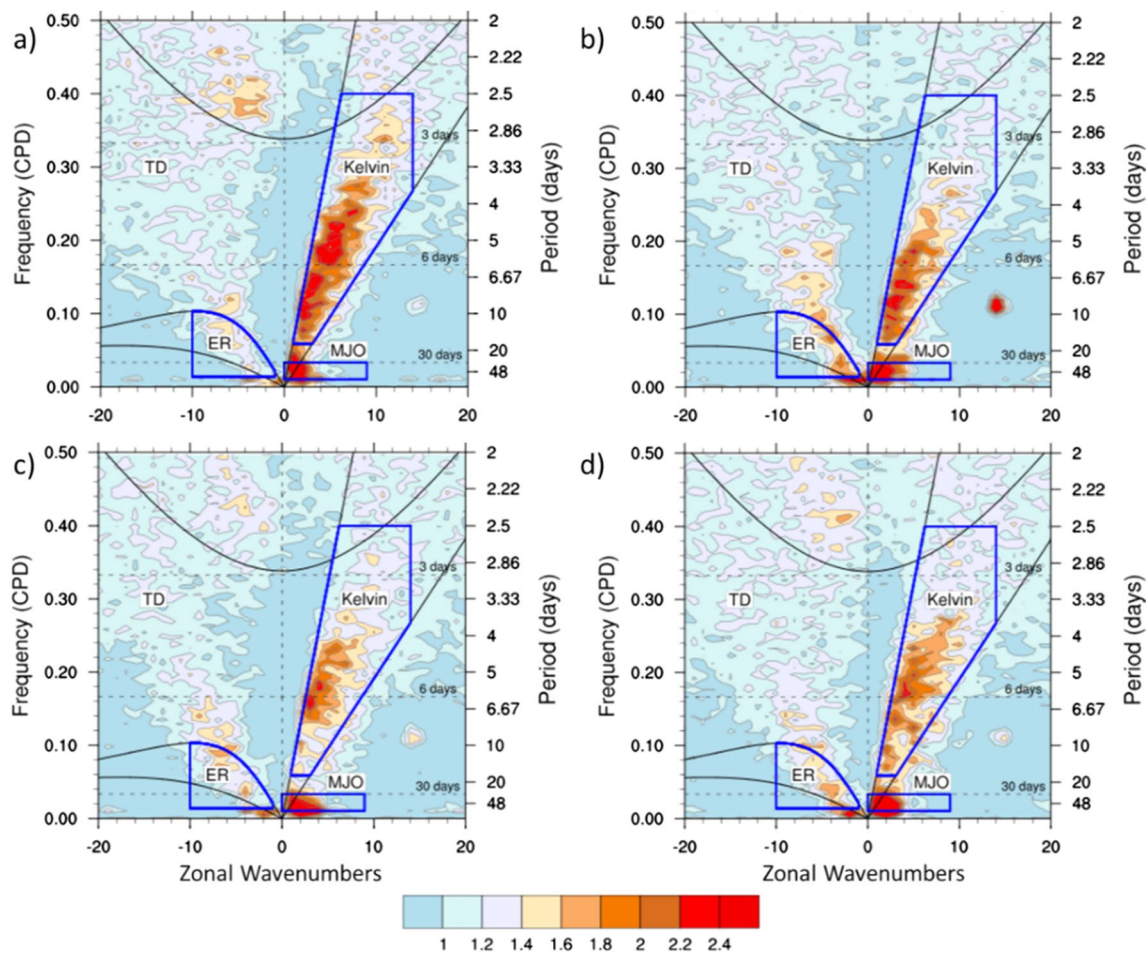 a)
0.50
0.40
0.30
0.20
0.10
0.00
Frequency (CPD)
-20 -10 0 10 20
2
2.22
2.5
2.86
3.33
4
5
6.67
10
20
48
Period (days)
3 days
TD
Kelvin
6 days
ER
MJO
30 days
b)
0.50
0.40
0.30
0.20
0.10
0.00
Frequency (CPD)
-20 -10 0 10 20
2
2.22
2.5
2.86
3.33
4
5
6.67
10
20
48
Period (days)
3 days
TD
Kelvin
6 days
ER
MJO
30 days
c)
0.50
0.40
0.30
0.20
0.10
0.00
Frequency (CPD)
-20 -10 0 10 20
Zonal Wavenumbers
2
2.22
2.5
2.86
3.33
4
5
6.67
10
20
48
Period (days)
3 days
TD
Kelvin
6 days
ER
MJO
30 days
d)
0.50
0.40
0.30
0.20
0.10
0.00
Frequency (CPD)
-20 -10 0 10 20
Zonal Wavenumbers
2
2.22
2.5
2.86
3.33
4
5
6.67
10
20
48
Period (days)
3 days
TD
Kelvin
6 days
ER
MJO
30 days
1 1.2 1.4 1.6 1.8 2 2.2 2.4